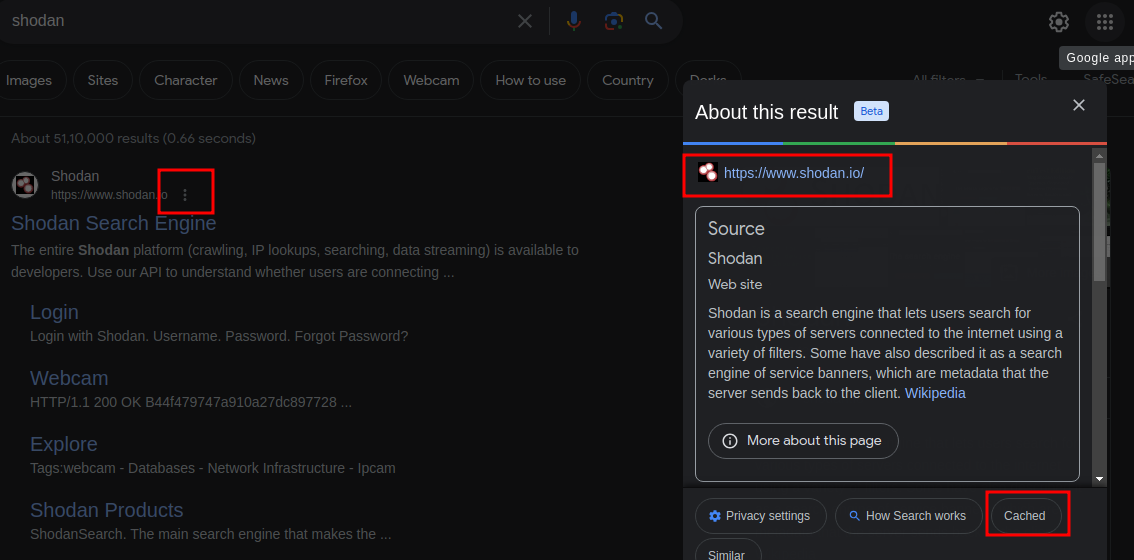 shodan
Google app
Images
Sites
Character
News
Firefox
Webcam
How to use
Country
Dorks
All filters
Tools
SafeSea
About 51,10,000 results (0.66 seconds)
Shodan
https://www.shodan.io
Shodan Search Engine
The entire Shodan platform (crawling, IP lookups, searching, data streaming) is available to
developers. Use our API to understand whether users are connecting ...
Login
Login with Shodan. Username. Password. Forgot Password?
Webcam
HTTP/1.1 200 OK B44f479747a910a27dc897728 ...
Explore
Tags:webcam - Databases - Network Infrastructure - Ipcam
Shodan Products
ShodanSearch. The main search engine that makes the ...
About this result
Beta
https://www.shodan.io/
Source
Shodan
Web site
Shodan is a search engine that lets users search for
various types of servers connected to the internet using a
variety of filters. Some have also described it as a search
engine of service banners, which are metadata that the
server sends back to the client. Wikipedia
More about this page
Privacy settings
How Search works
Cached
Similar